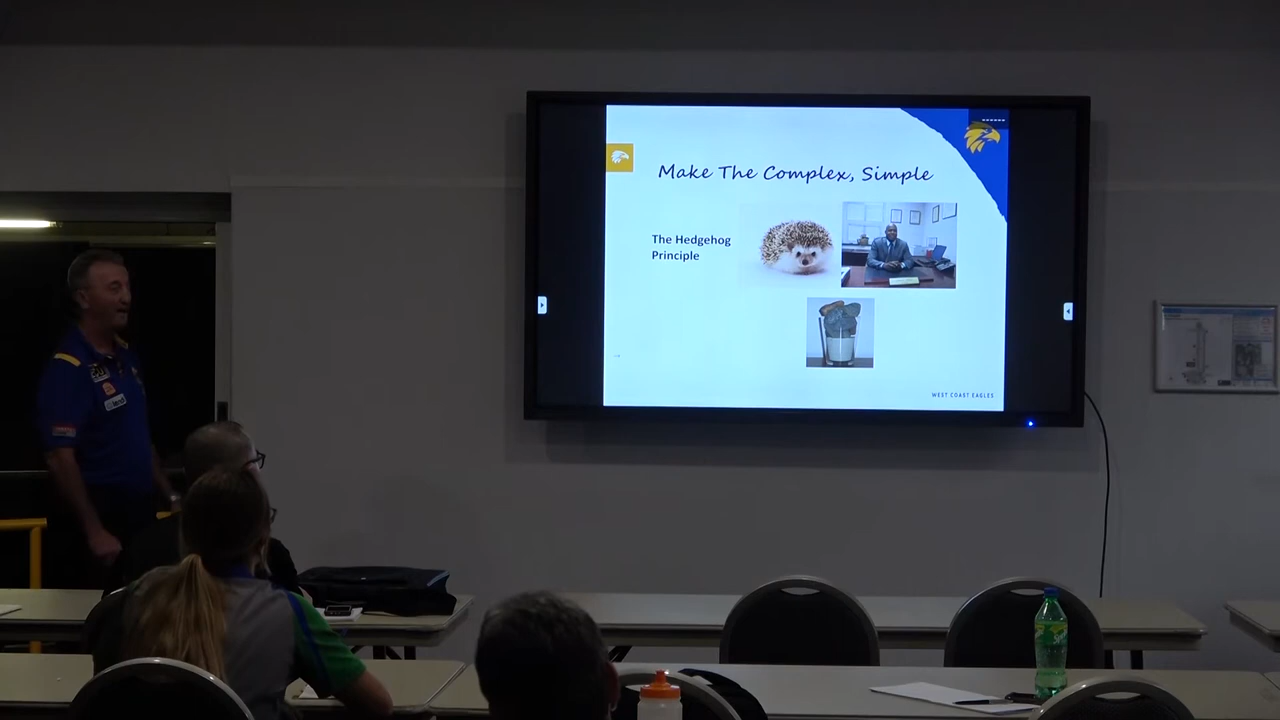 Make The Complex, Simple
The Hedgehog
Principle
WEST COAST EAGLES